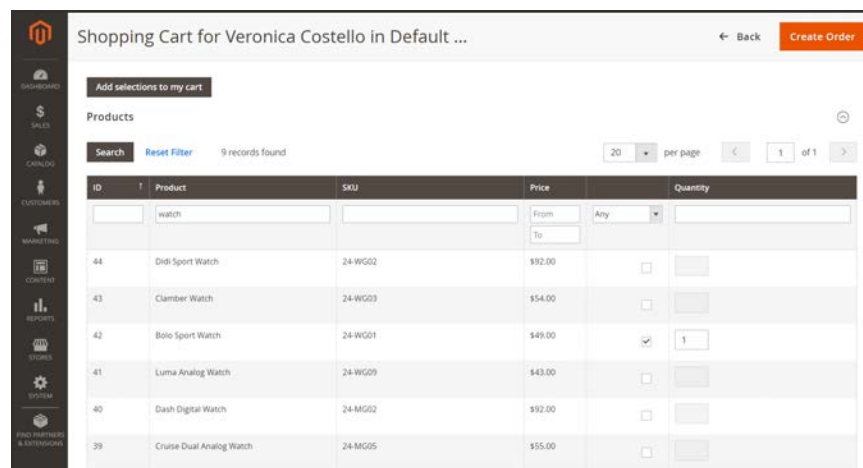 Shopping Cart for Veronica Costello in Default ...
← Back
Create Order
DASHBOARD
SALES
CATALOG
CUSTOMERS
MARKETING
CONTENT
REPORTS
STORES
SYSTEM
FIND PARTNERS
& EXTENSIONS
Add selections to my cart
Products
Search Reset Filter 9 records found 20 per page 1 of 1
ID ↑ Product SKU Price Quantity
watch From Any
To
44 Didi Sport Watch 24-WG02 $92.00
43 Clamber Watch 24-WG03 $54.00
42 Bolo Sport Watch 24-WG01 $49.00 1
41 Luma Analog Watch 24-WG09 $43.00
40 Dash Digital Watch 24-MG02 $92.00
39 Cruise Dual Analog Watch 24-MG05 $55.00